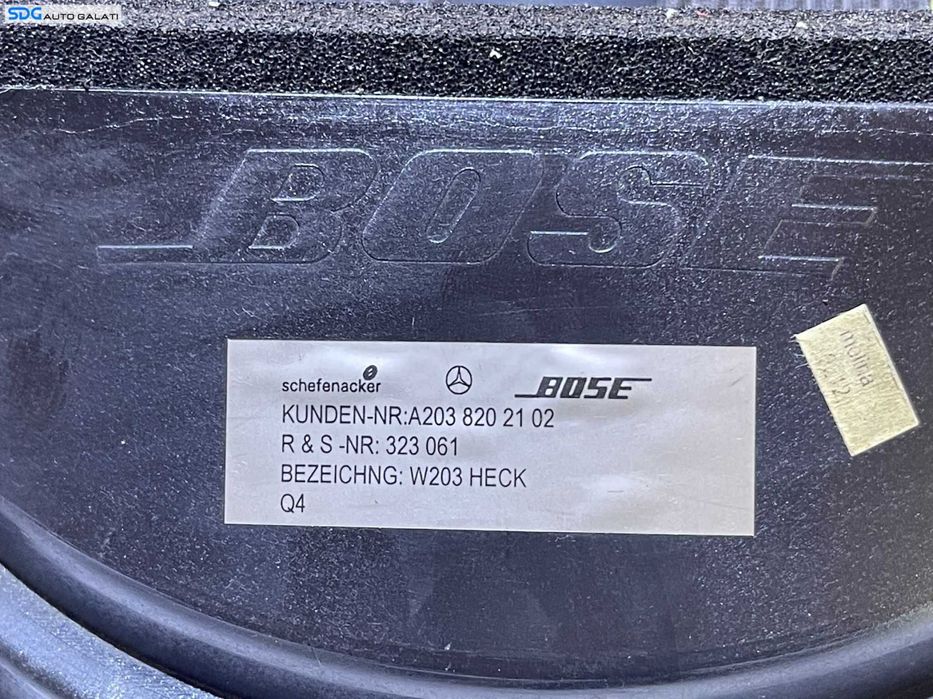 SDG AUTO GALATI
BOSE
schefenacker BOSE
KUNDEN-NR:A203 820 21 02
R & S -NR: 323 061
BEZEICHNG: W203 HECK
Q4